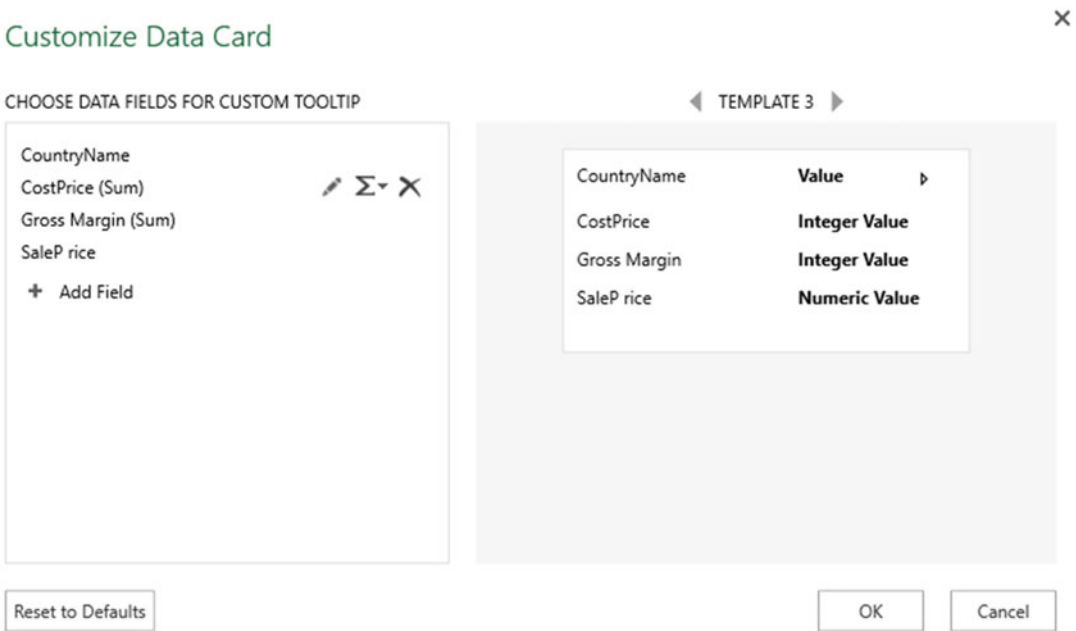 Customize Data Card
CHOOSE DATA FIELDS FOR CUSTOM TOOLTIP
CountryName
CostPrice (Sum)
Gross Margin (Sum)
SaleP rice
+ Add Field
TEMPLATE 3
CountryName Value
CostPrice Integer Value
Gross Margin Integer Value
SaleP rice Numeric Value
Reset to Defaults
OK
Cancel